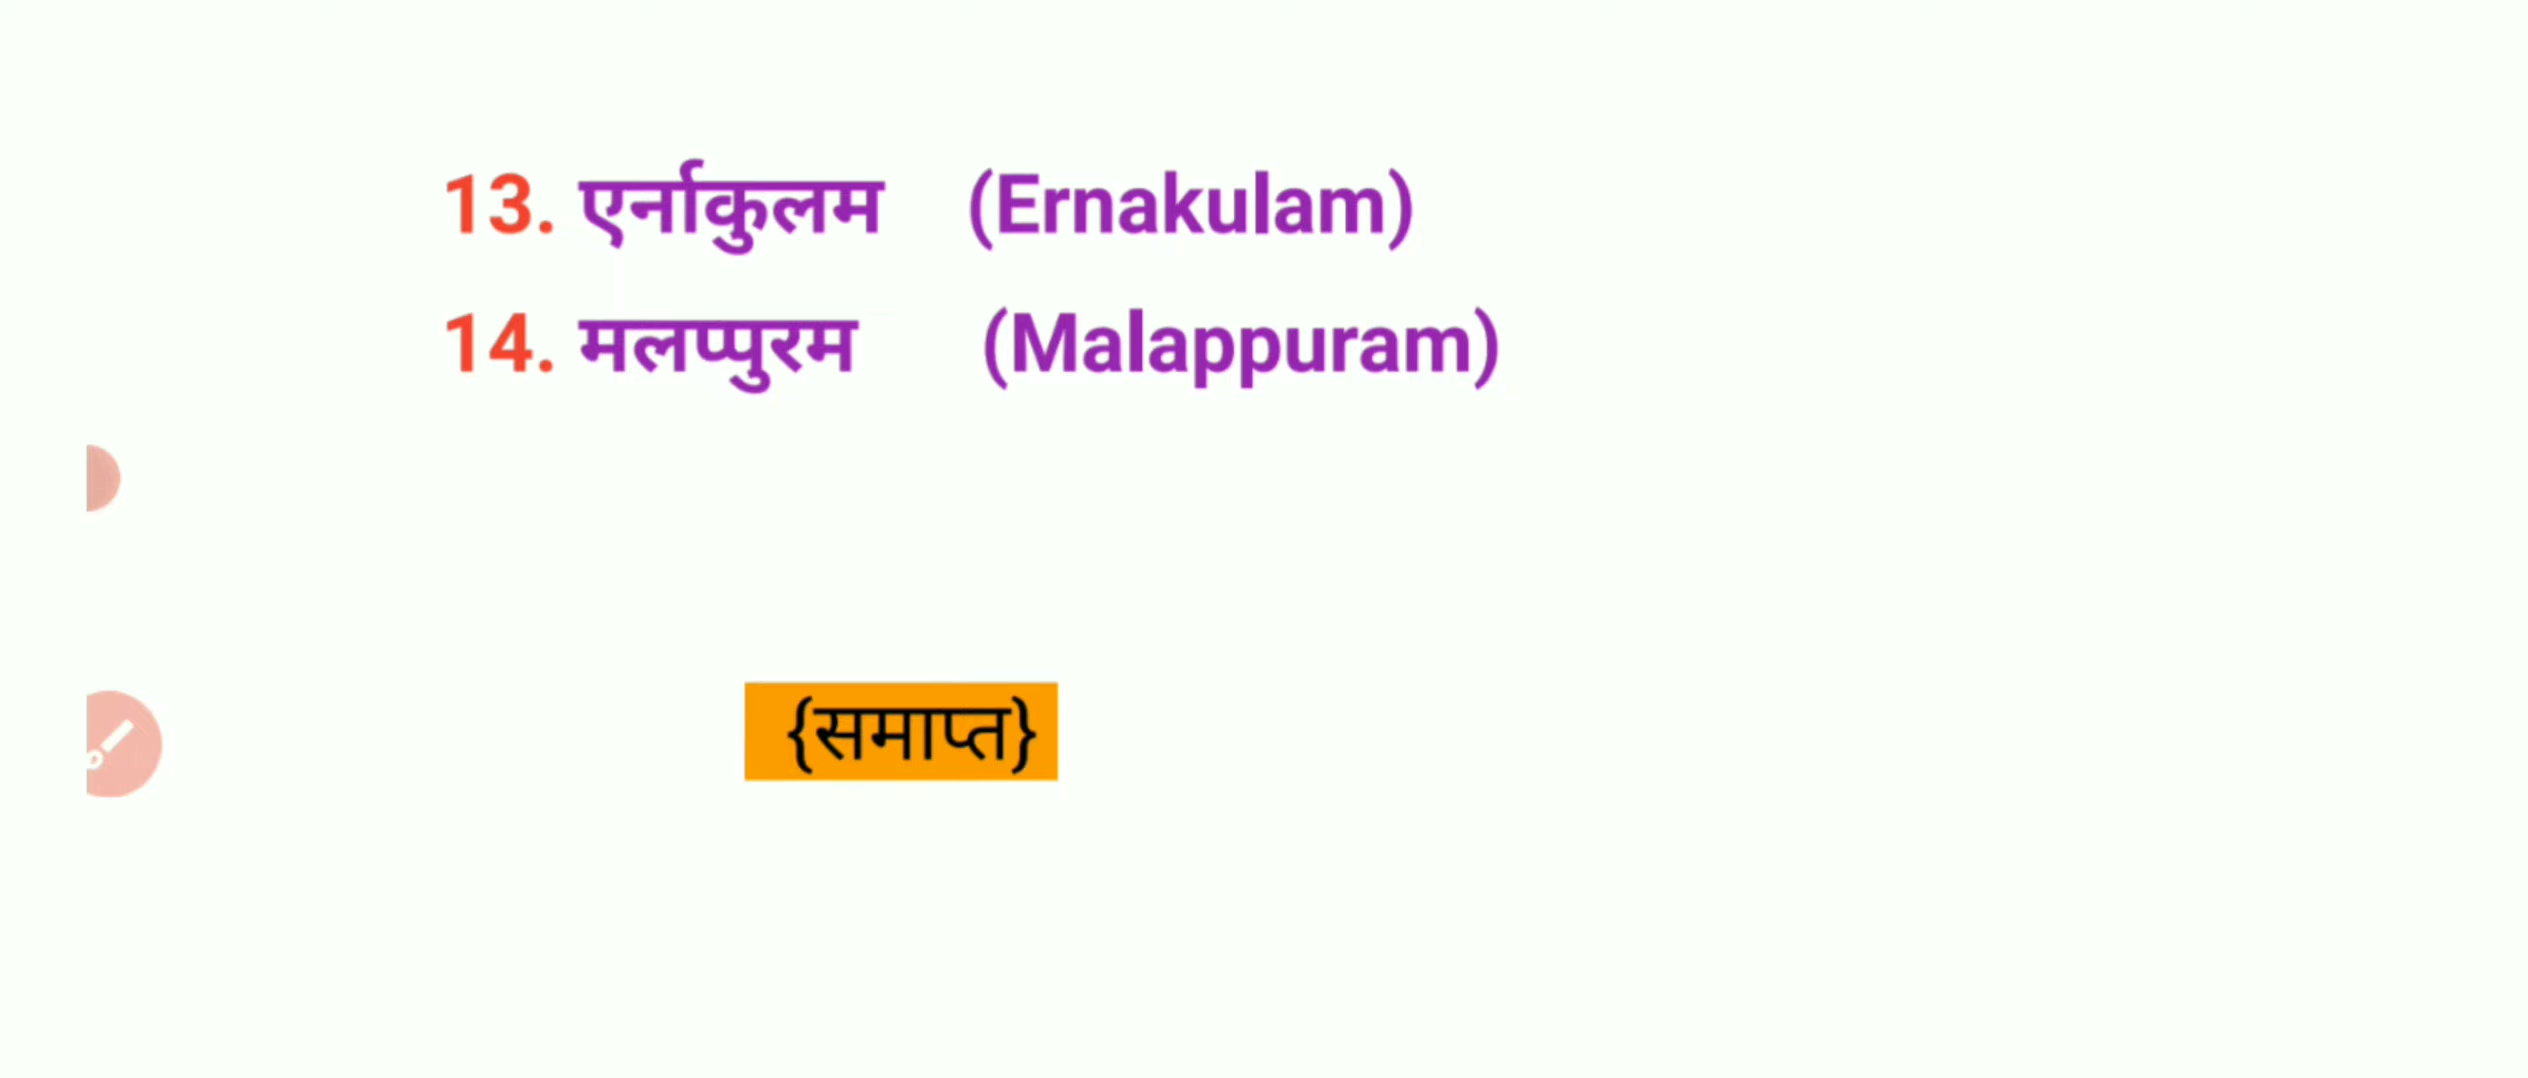 13. एर्नाकुलम (Ernakulam)
14. मलप्पुरम (Malappuram)
{समाप्त}